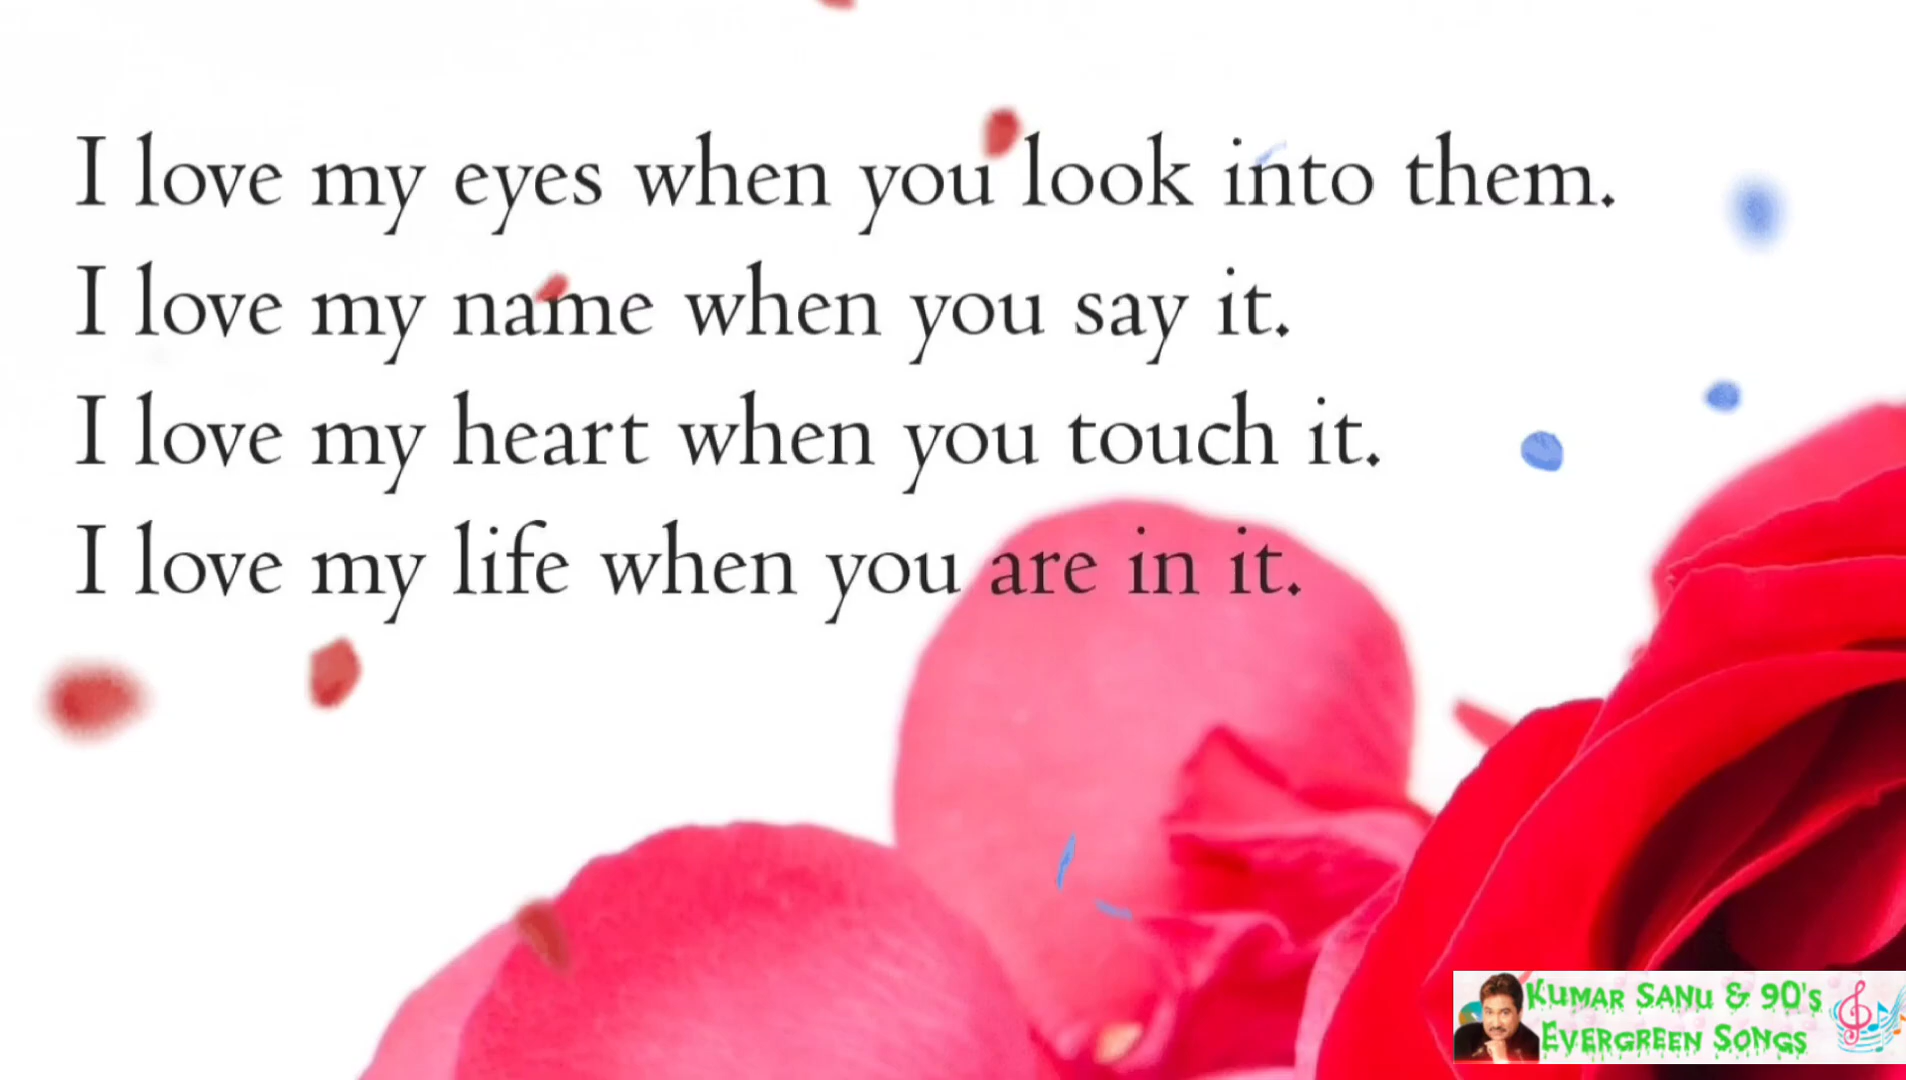 I love my eyes when you look into them.
I love my name when you say it.
I love my heart when you touch it.
I love my life when you are in it.
Kumar Sanu & 90's
Evergreen Songs